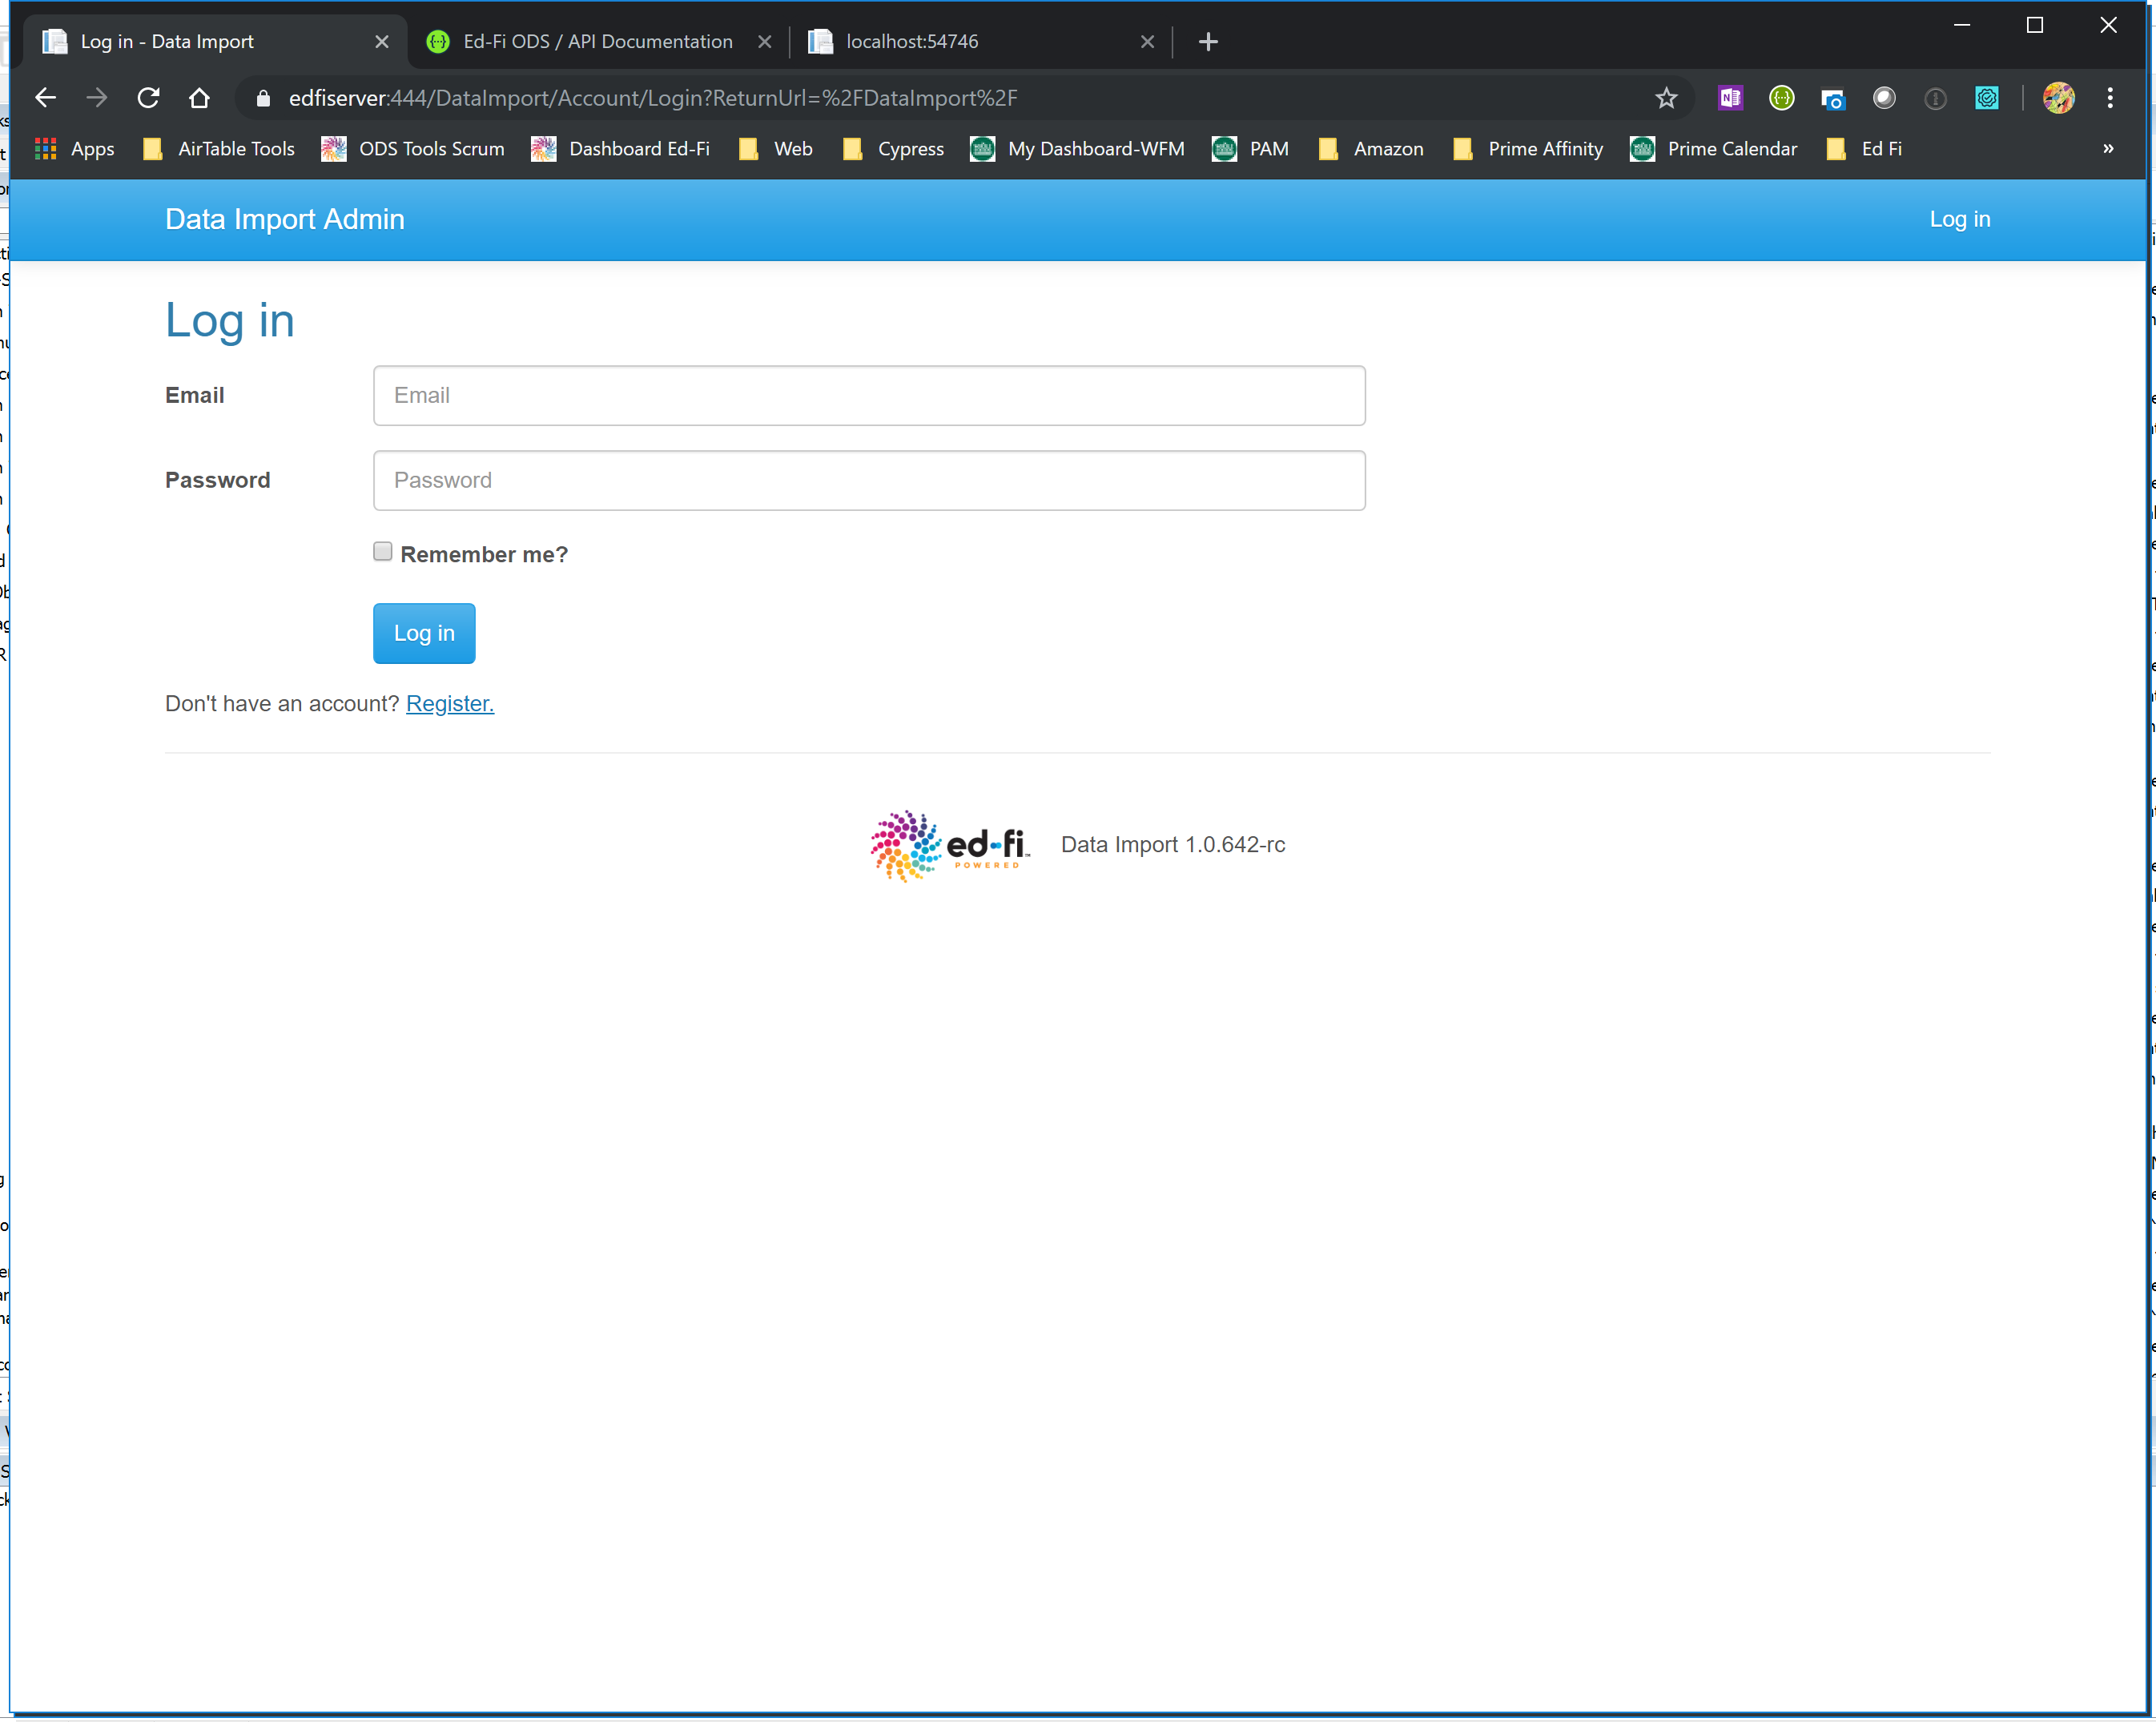 Log in - Data Import
Ed-Fi ODS / API Documentation
localhost:54746
edfiserver:444/DataImport/Account/Login?ReturnUrl=%2FDataImport%2F
Apps AirTable Tools ODS Tools Scrum Dashboard Ed-Fi Web Cypress My Dashboard-WFM PAM Amazon Prime Affinity Prime Calendar Ed Fi »
Data Import Admin Log in
Log in
Email Email
Password Password
Remember me?
Log in
Don't have an account? Register.
ed-fi™ Data Import 1.0.642-rc
POWERED